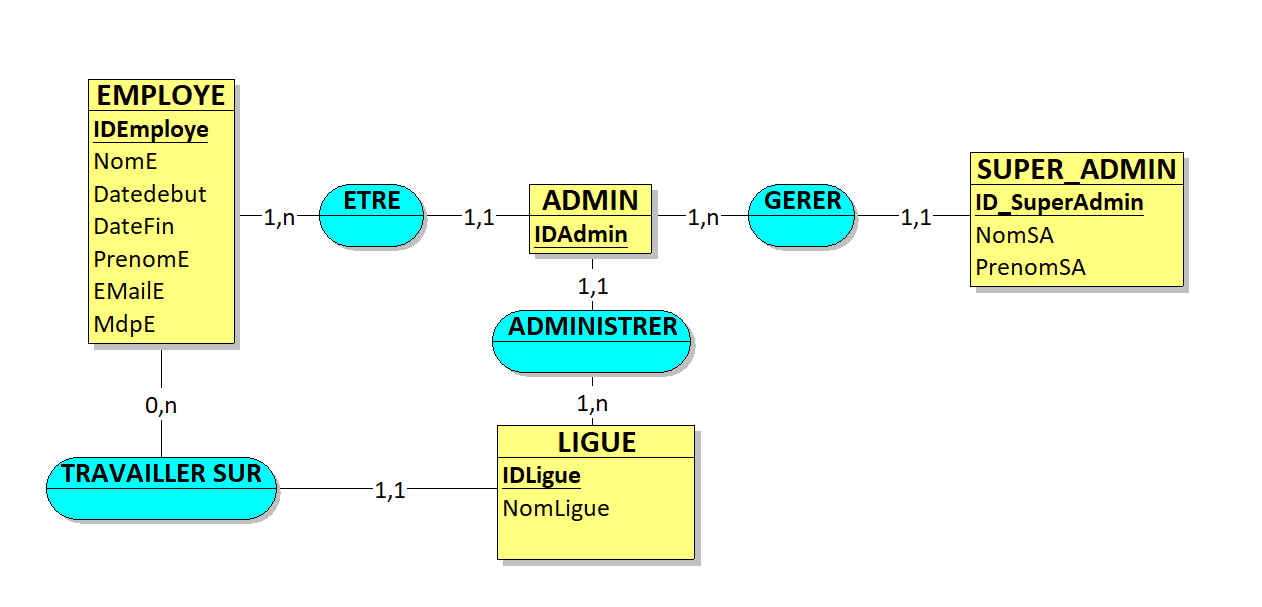 EMPLOYE
IDEmploye
NomE
Datedebut
DateFin
PrenomE
EMailE
MdpE
1,n
ETRE
1,1
ADMIN
IDAdmin
1,n
GERER
1,1
SUPER_ADMIN
ID_SuperAdmin
NomSA
PrenomSA
1,1
ADMINISTRER
1,n
0,n
TRAVAILLER SUR
1,1
LIGUE
IDLigue
NomLigue